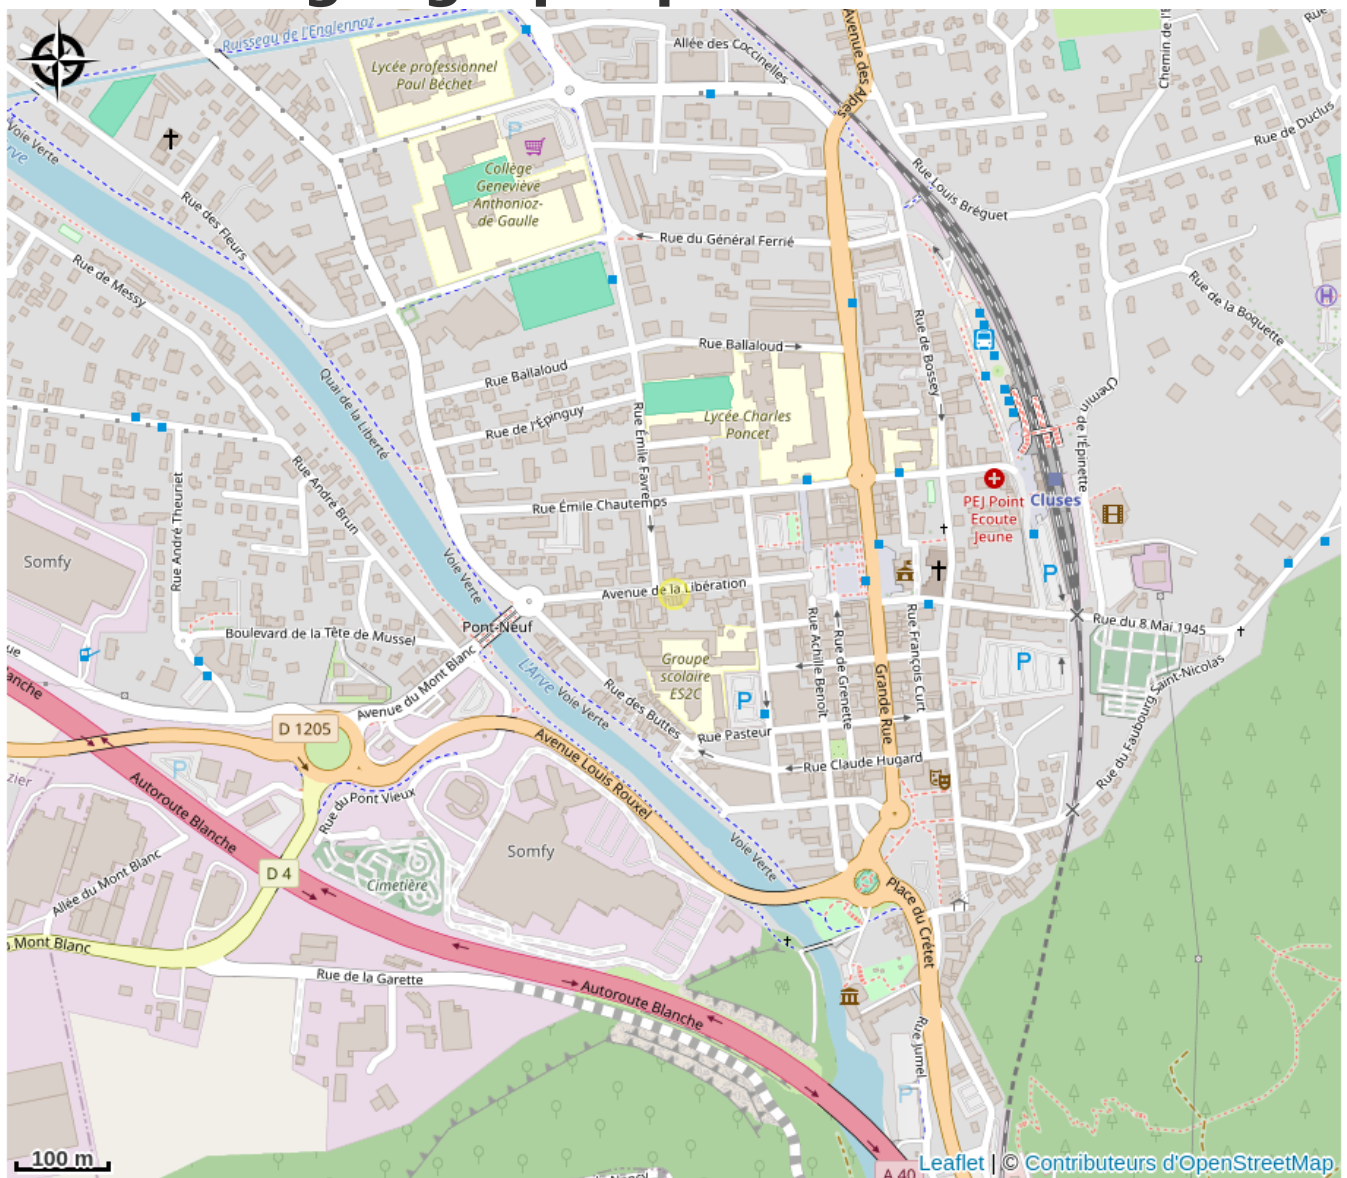 Ruisseau de l'Englennaz
Allée des Coccinelles
Avenue des Alpes
Lycée professionnel
Paul Béchet
P
Voie Verte
Rue de Duclus
Collège
Geneviève
Anthonioz-
de Gaulle
Rue Louis Bréguet
Rue des Fleurs
Rue du Général Ferrié
Rue de Messy
Rue de la Boquette
H
Rue de Bossey
Rue Ballaloud
Rue Ballaloud
Quai de la Liberté
Chemin de l'Épinette
Rue de l'Épinguy
Rue Émile Favre
Lycée Charles
Poncet
Rue André Theuriet
Rue André Brun
Rue Émile Chautemps
PEJ Point
Ecoute
Jeune
Cluses
Somfy
Voie Verte
P
Avenue de la Libération
Pont-Neuf
Boulevard de la Tête de Mussel
Rue du 8 Mai 1945
Rue Achille Benoît
Rue de Grenette
Rue François Curt
Grande Rue
Groupe
scolaire
ES2C
P
P
L'Arve
Voie Verte
Rue des Buttes
Avenue du Mont Blanc
Rue du Faubourg Saint-Nicolas
D 1205
Rue Pasteur
Avenue Louis Rouxel
Rue Claude Hugard
P
Autoroute Blanche
Rue du Pont Vieux
Somfy
Voie Verte
Allée du Mont Blanc
D 4
Cimetière
Place du Crétet
Mont Blanc
Rue de la Garette
Autoroute Blanche
Rue Jumel
P
100 m
A 40
Leaflet | © Contributeurs d'OpenStreetMap